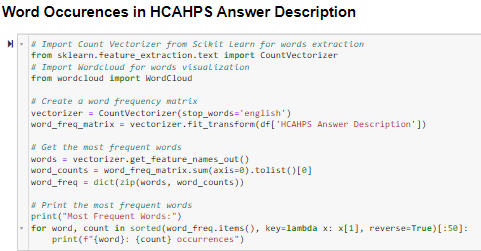 Word Occurences in HCAHPS Answer Description
# Import Count Vectorizer from Scikit Learn for words extraction
from sklearn.feature_extraction.text import CountVectorizer
# Import Wordcloud for words visualization
from wordcloud import WordCloud
# Create a word frequency matrix
vectorizer = CountVectorizer(stop_words='english')
word_freq_matrix = vectorizer.fit_transform(df['HCAHPS Answer Description'])
# Get the most frequent words
words = vectorizer.get_feature_names_out()
word_counts = word_freq_matrix.sum(axis=0).tolist()[0]
word_freq = dict(zip(words, word_counts))
# Print the most frequent words
print("Most Frequent Words:")
for word, count in sorted(word_freq.items(), key=lambda x: x[1], reverse=True)[:50]:
    print(f"{word}: {count} occurrences")